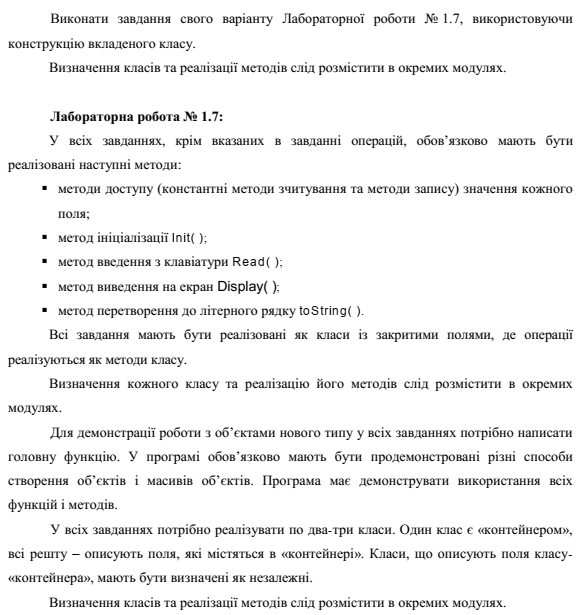 Виконати завдання свого варіанту Лабораторної роботи № 1.7, використовуючи
конструкцію вкладеного класу.
Визначення класів та реалізації методів слід розмістити в окремих модулях.
Лабораторна робота № 1.7:
У всіх завданнях, крім вказаних в завданні операцій, обов’язково мають бути
реалізовані наступні методи:
▪ методи доступу (константні методи зчитування та методи запису) значення кожного
поля;
▪ метод ініціалізації Init( );
▪ метод введення з клавіатури Read( );
▪ метод виведення на екран Display( );
▪ метод перетворення до літерного рядку toString( ).
Всі завдання мають бути реалізовані як класи із закритими полями, де операції
реалізуються як методи класу.
Визначення кожного класу та реалізацію його методів слід розмістити в окремих
модулях.
Для демонстрації роботи з об’єктами нового типу у всіх завданнях потрібно написати
головну функцію. У програмі обов’язково мають бути продемонстровані різні способи
створення об’єктів і масивів об’єктів. Програма має демонструвати використання всіх
функцій і методів.
У всіх завданнях потрібно реалізувати по два-три класи. Один клас є «контейнером»,
всі решту – описують поля, які містяться в «контейнері». Класи, що описують поля класу-
«контейнера», мають бути визначені як незалежні.
Визначення класів та реалізації методів слід розмістити в окремих модулях.